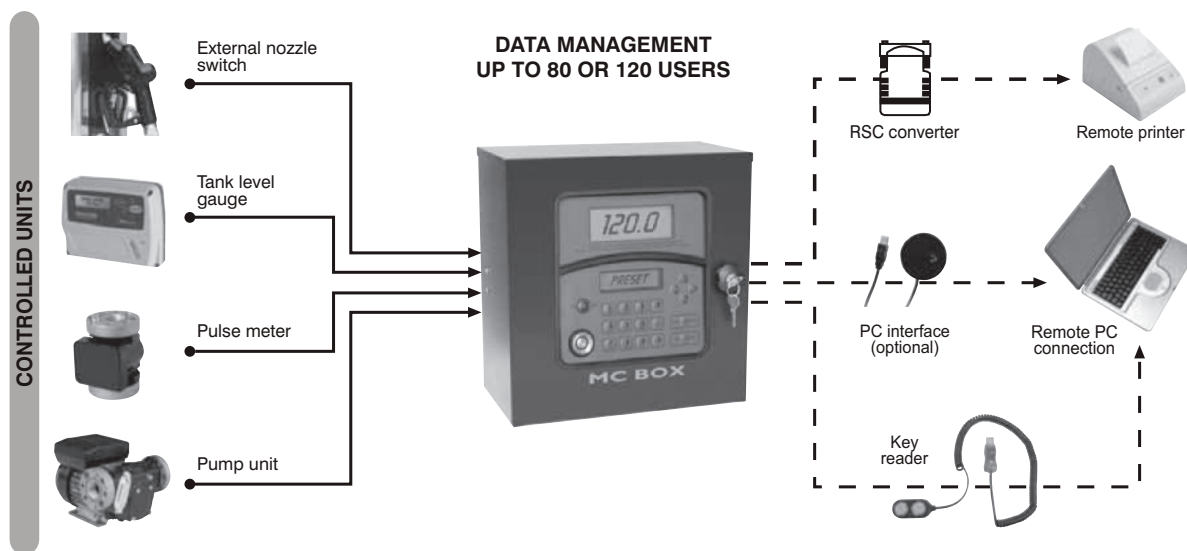 CONTROLLED UNITS
External nozzle
switch
Tank level
gauge
Pulse meter
Pump unit
DATA MANAGEMENT
UP TO 80 OR 120 USERS
120.0
PRESET
MC BOX
RSC converter
Remote printer
PC interface
(optional)
Remote PC
connection
Key
reader